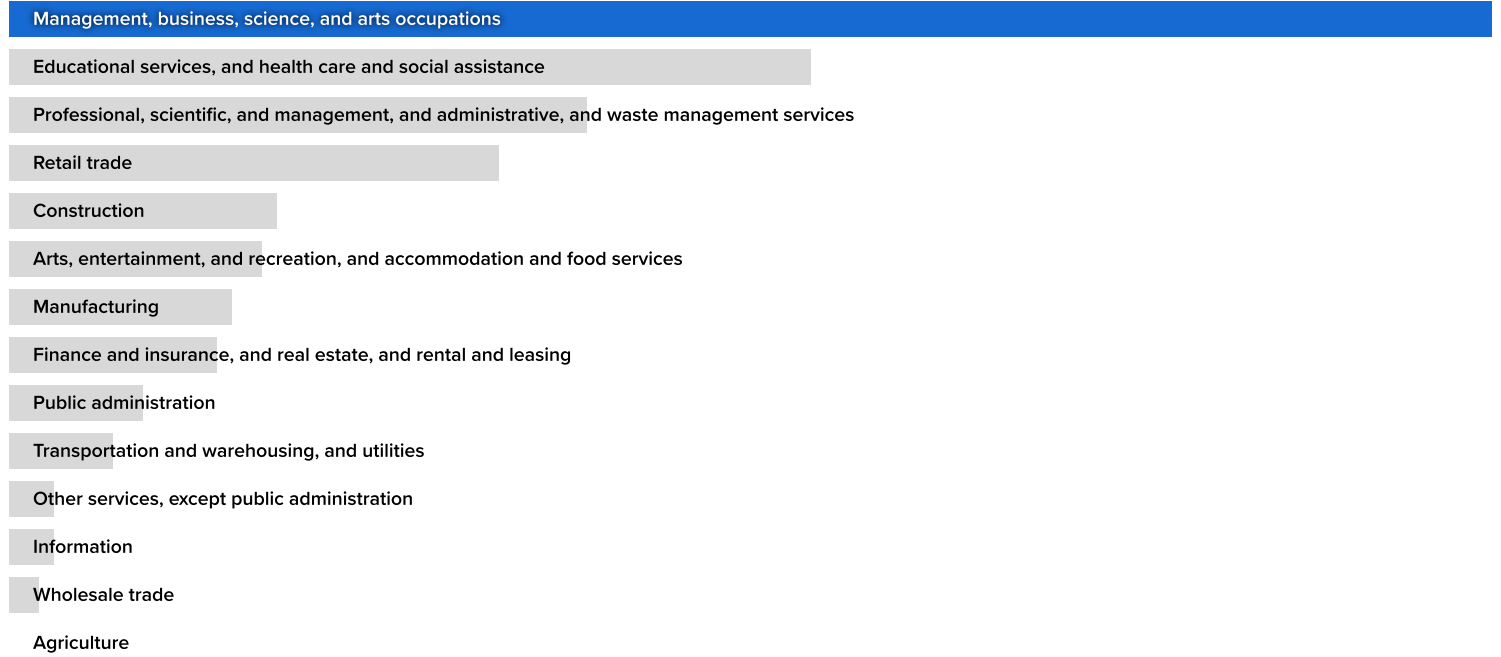 Management, business, science, and arts occupations
Educational services, and health care and social assistance
Professional, scientific, and management, and administrative, and waste management services
Retail trade
Construction
Arts, entertainment, and recreation, and accommodation and food services
Manufacturing
Finance and insurance, and real estate, and rental and leasing
Public administration
Transportation and warehousing, and utilities
Other services, except public administration
Information
Wholesale trade
Agriculture